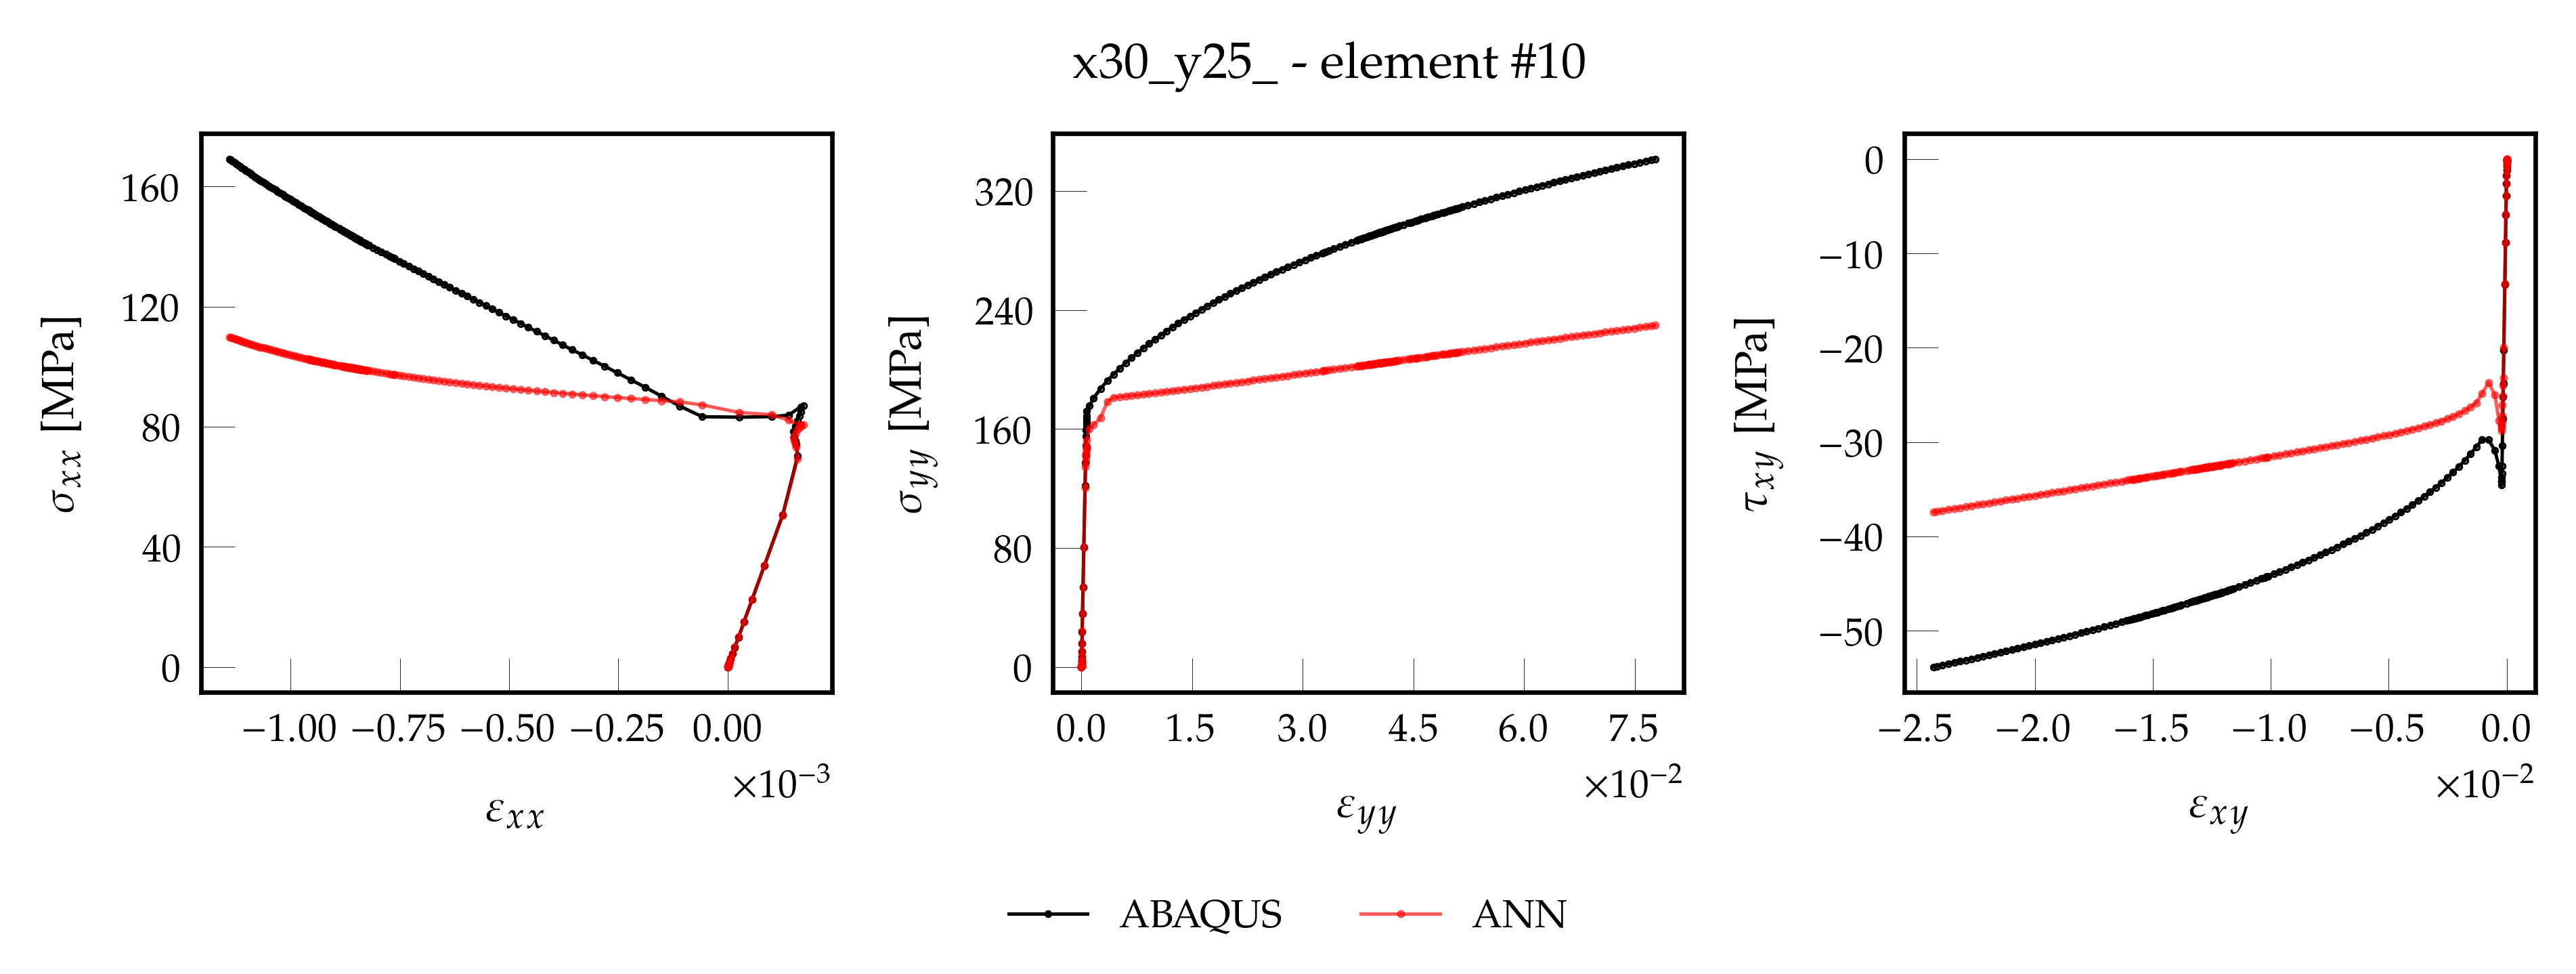 x30_y25_ - element #10
σxx [MPa]
160
120
80
40
0
−1.00 −0.75 −0.50 −0.25 0.00
×10−3
εxx
σyy [MPa]
320
240
160
80
0
0.0 1.5 3.0 4.5 6.0 7.5
×10−2
εyy
τxy [MPa]
0
−10
−20
−30
−40
−50
−2.5 −2.0 −1.5 −1.0 −0.5 0.0
×10−2
εxy
ABAQUS ANN